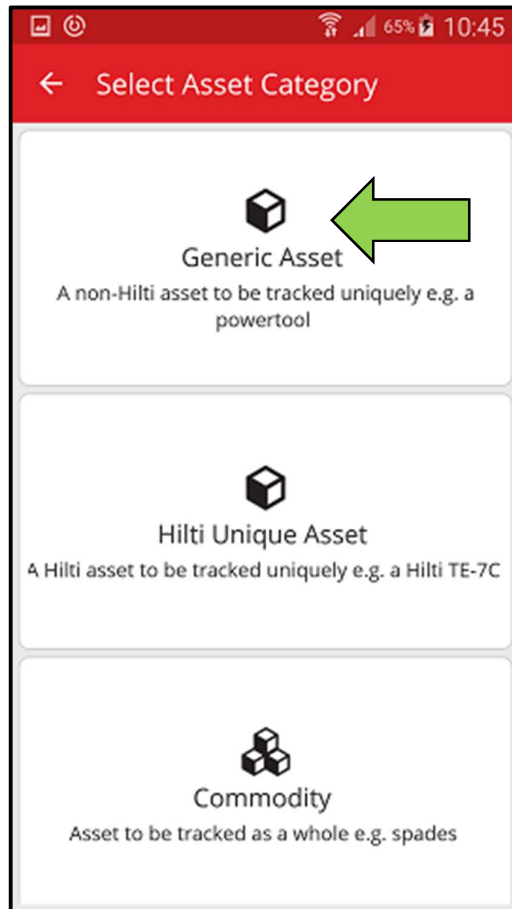 65% 10:45
Select Asset Category
Generic Asset
A non-Hilti asset to be tracked uniquely e.g. a
powertool
Hilti Unique Asset
A Hilti asset to be tracked uniquely e.g. a Hilti TE-7C
Commodity
Asset to be tracked as a whole e.g. spades